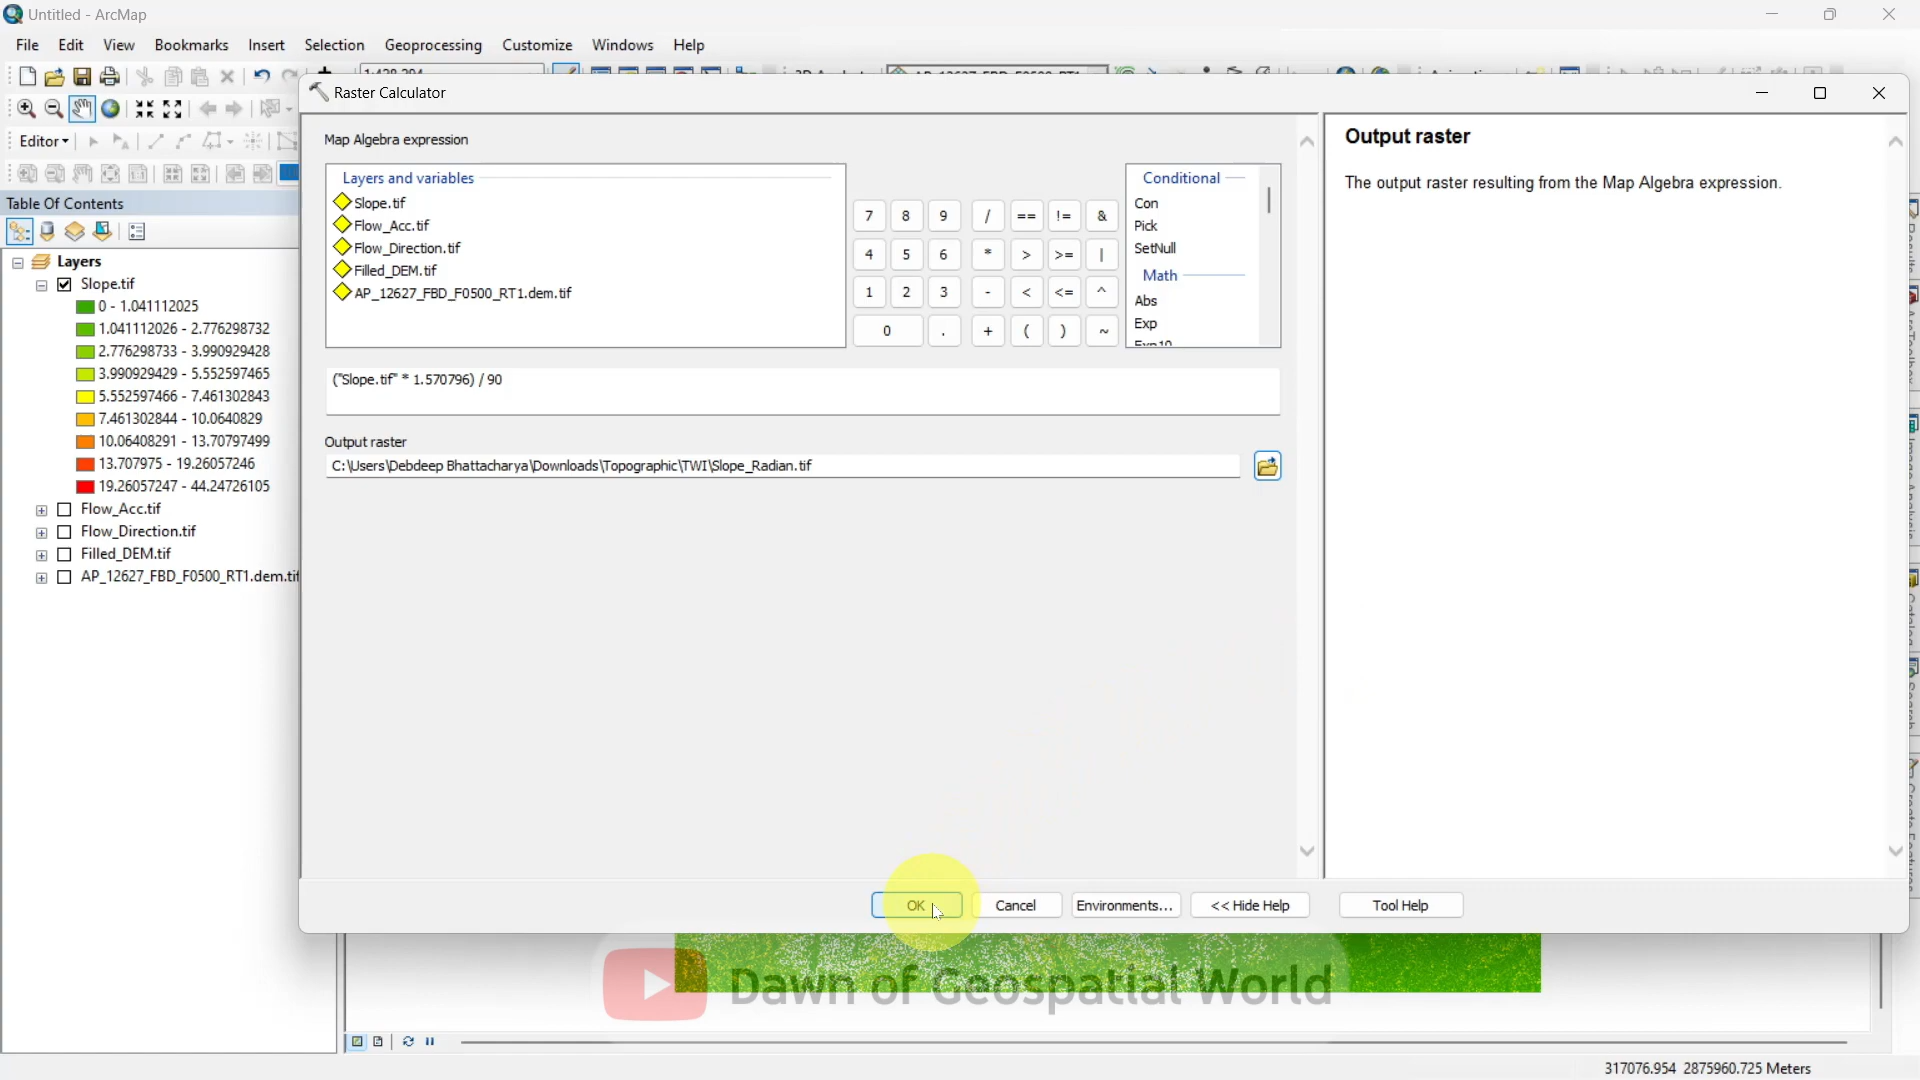 Untitled - ArcMap
File Edit View Bookmarks Insert Selection Geoprocessing Customize Windows Help
Raster Calculator
Editor
Map Algebra expression
Layers and variables
Slope.tif
Flow_Acc.tif
Flow_Direction.tif
Filled_DEM.tif
AP_12627_FBD_F0500_RT1.dem.tif
7 8 9 / == != &
4 5 6 * > >= |
1 2 3 - < <= ^
0 . + ( ) ~
Conditional
Con
Pick
SetNull
Math
Abs
Exp
Exp10
("Slope.tif" * 1.570796) / 90
Output raster
C:\Users\Debdeep Bhattacharya\Downloads\Topographic\TWI\Slope_Radian.tif
OK Cancel Environments... << Hide Help Tool Help
Output raster
The output raster resulting from the Map Algebra expression.
Table Of Contents
Layers
Slope.tif
0 - 1.041112025
1.041112026 - 2.776298732
2.776298733 - 3.990929428
3.990929429 - 5.552597465
5.552597466 - 7.461302843
7.461302844 - 10.0640829
10.06408291 - 13.70797499
13.707975 - 19.26057246
19.26057247 - 44.24726105
Flow_Acc.tif
Flow_Direction.tif
Filled_DEM.tif
AP_12627_FBD_F0500_RT1.dem.tif
Dawn of Geospatial World
317076.954 2875960.725 Meters